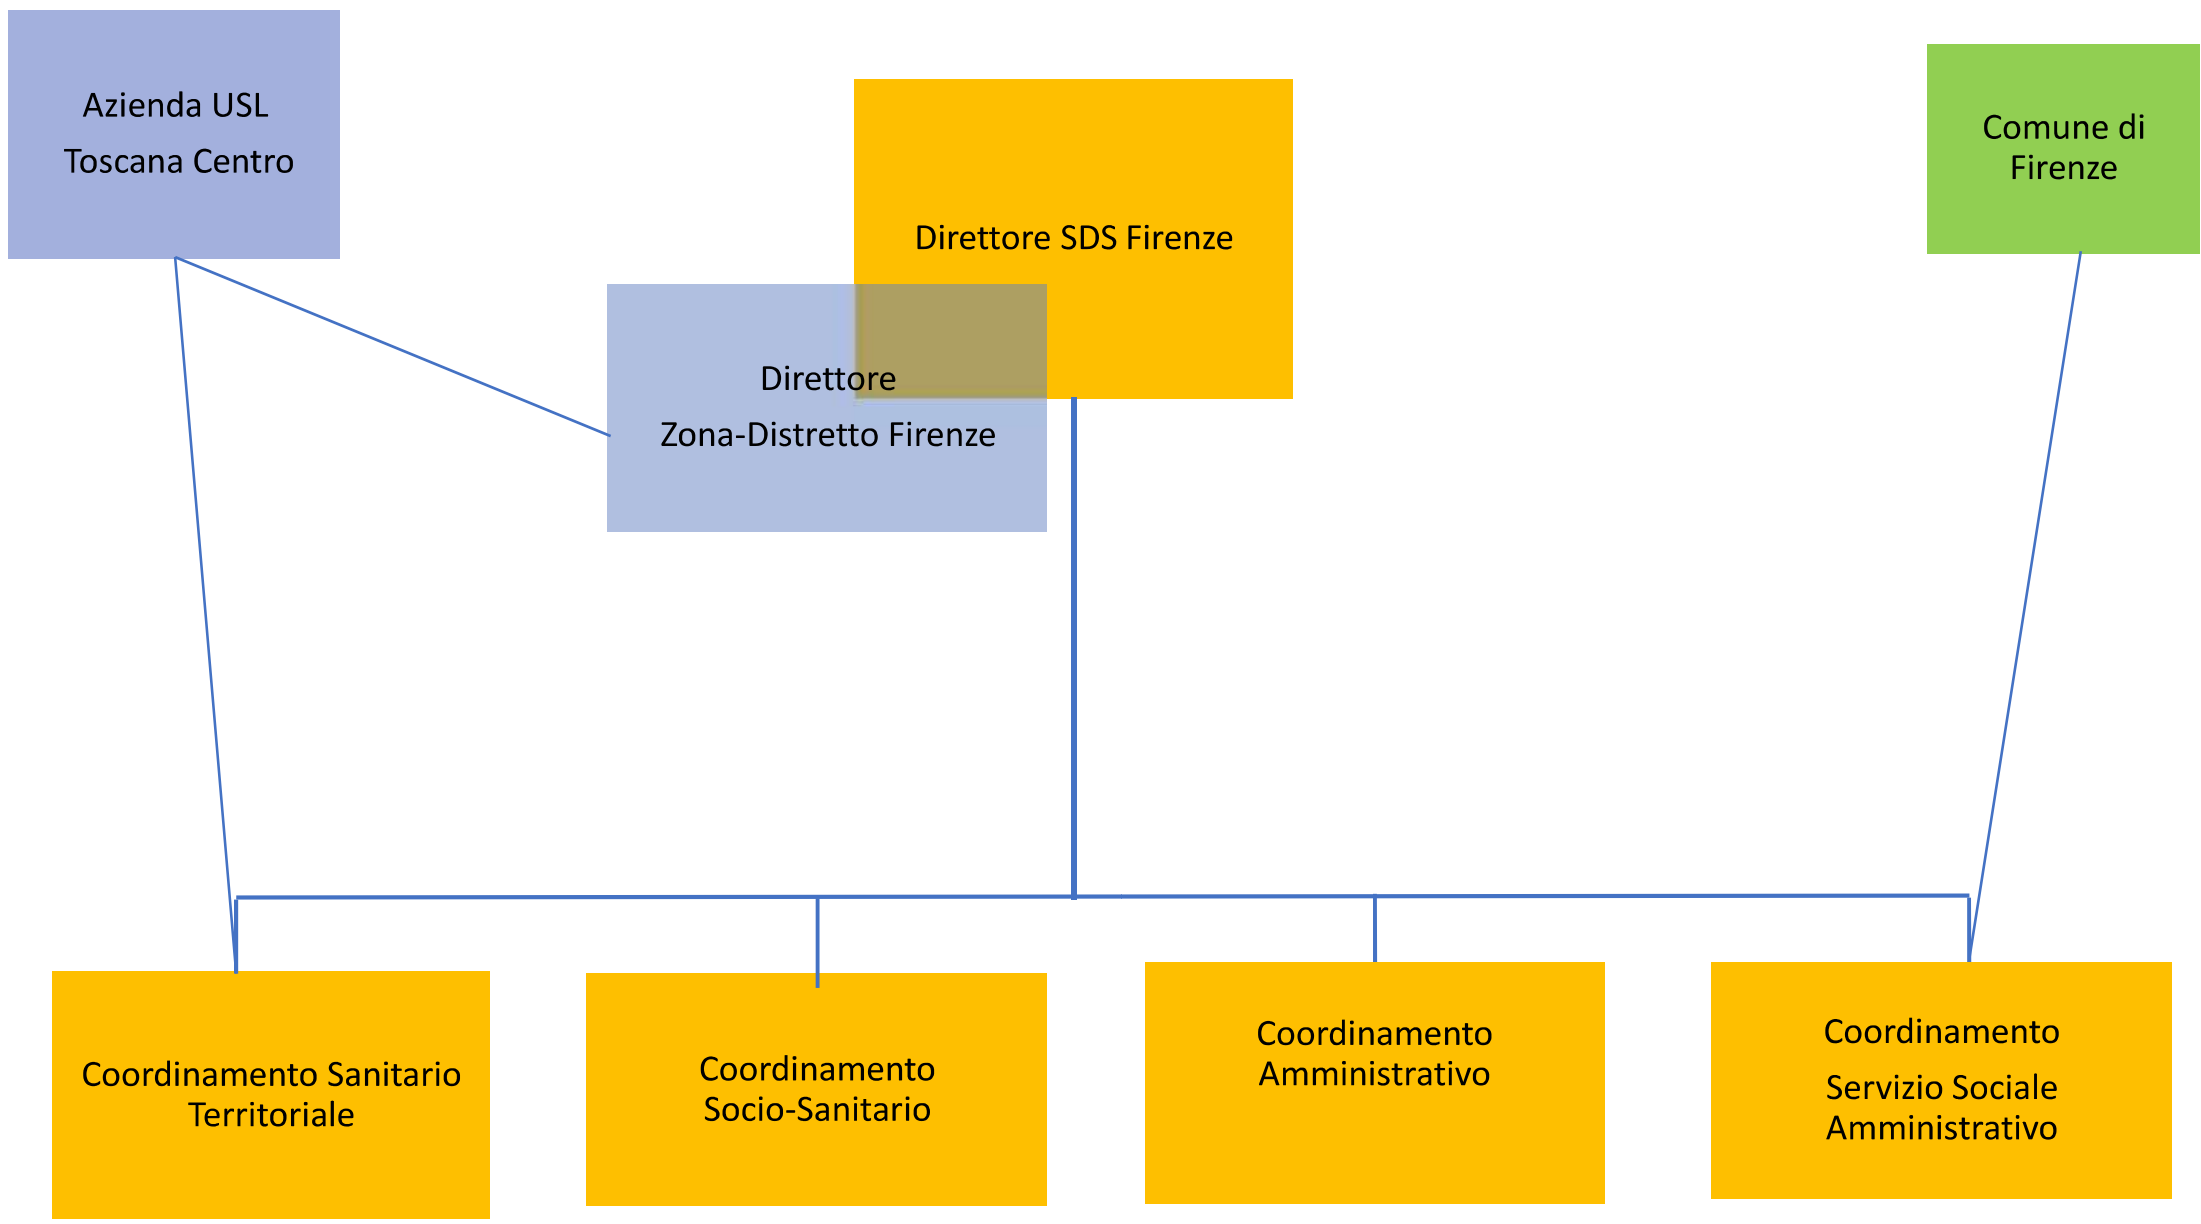 Azienda USL
Toscana Centro
Comune di
Firenze
Direttore SDS Firenze
Direttore
Zona-Distretto Firenze
Coordinamento Sanitario
Territoriale
Coordinamento
Socio-Sanitario
Coordinamento
Amministrativo
Coordinamento
Servizio Sociale
Amministrativo